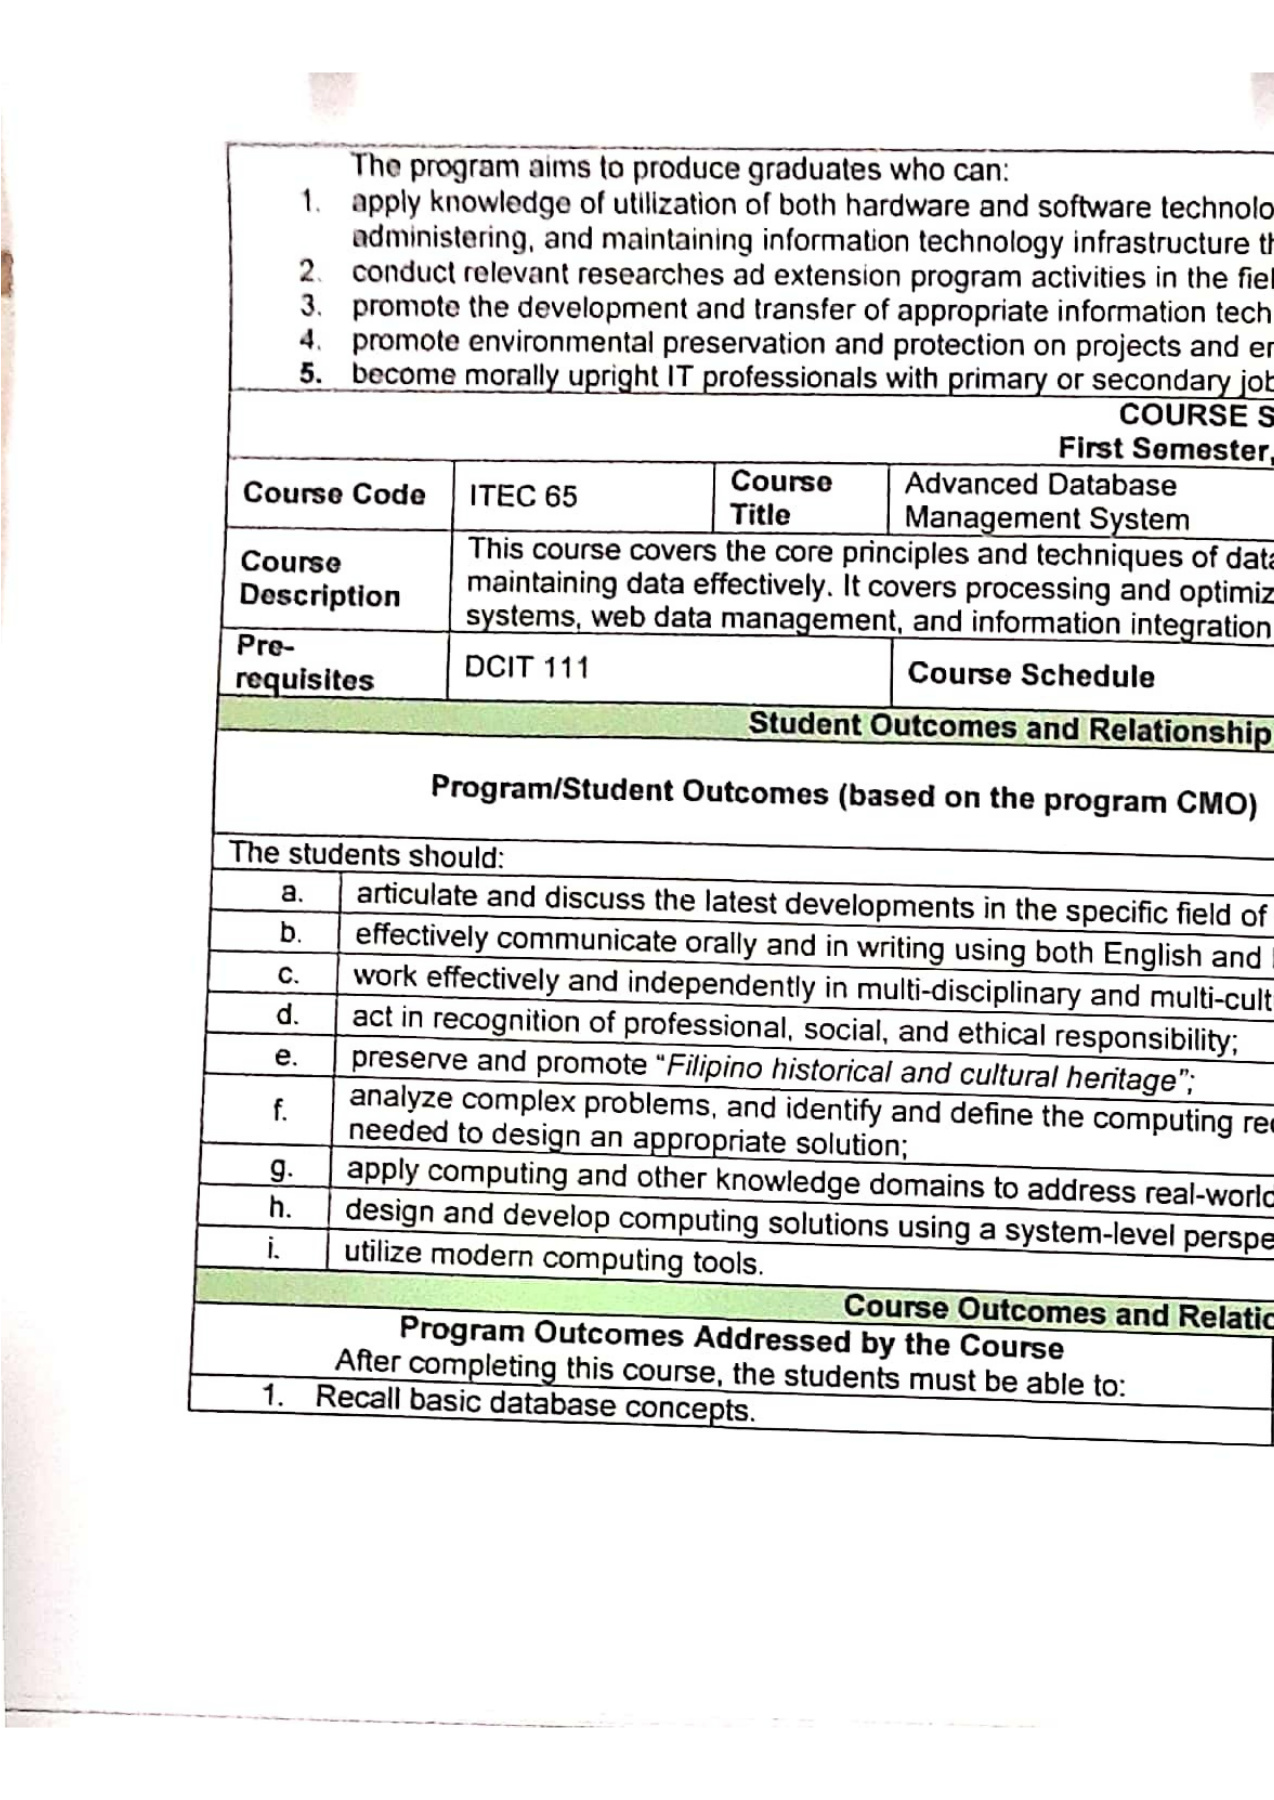 The program aims to produce graduates who can:
1. apply knowledge of utilization of both hardware and software technolo
administering, and maintaining information technology infrastructure th
2. conduct relevant researches ad extension program activities in the fiel
3. promote the development and transfer of appropriate information tech
4. promote environmental preservation and protection on projects and en
5. become morally upright IT professionals with primary or secondary job
COURSE S
First Semester,
Course Code ITEC 65 Course Title Advanced Database Management System
Course Description
This course covers the core principles and techniques of data
maintaining data effectively. It covers processing and optimiz
systems, web data management, and information integration
Pre-requisites DCIT 111 Course Schedule
Student Outcomes and Relationship
Program/Student Outcomes (based on the program CMO)
The students should:
a. articulate and discuss the latest developments in the specific field of
b. effectively communicate orally and in writing using both English and
c. work effectively and independently in multi-disciplinary and multi-cult
d. act in recognition of professional, social, and ethical responsibility;
e. preserve and promote “Filipino historical and cultural heritage”;
f. analyze complex problems, and identify and define the computing req
needed to design an appropriate solution;
g. apply computing and other knowledge domains to address real-world
h. design and develop computing solutions using a system-level perspe
i. utilize modern computing tools.
Course Outcomes and Relatio
Program Outcomes Addressed by the Course
After completing this course, the students must be able to:
1. Recall basic database concepts.